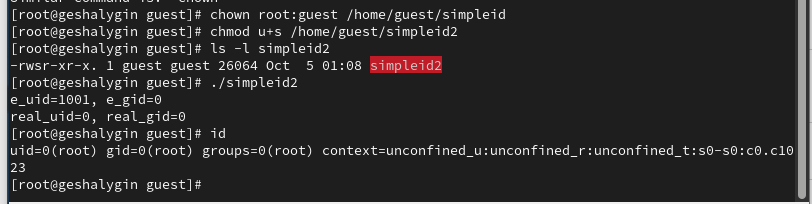 [root@geshalygin guest]# chown root:guest /home/guest/simpleid
[root@geshalygin guest]# chmod u+s /home/guest/simpleid2
[root@geshalygin guest]# ls -l simpleid2
-rwsr-xr-x. 1 guest guest 26064 Oct  5 01:08 simpleid2
[root@geshalygin guest]# ./simpleid2
e_uid=1001, e_gid=0
real_uid=0, real_gid=0
[root@geshalygin guest]# id
uid=0(root) gid=0(root) groups=0(root) context=unconfined_u:unconfined_r:unconfined_t:s0-s0:c0.c10
23
[root@geshalygin guest]#